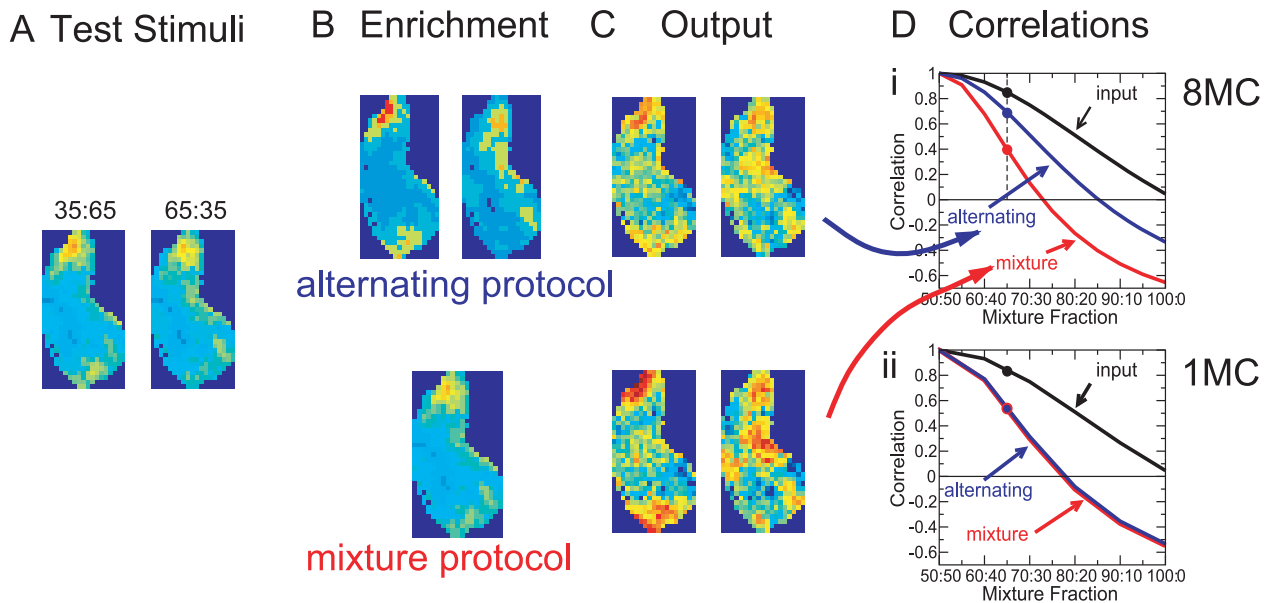 A Test Stimuli
B Enrichment
C Output
D Correlations
35:65
65:35
alternating protocol
mixture protocol
i
8MC
Correlation
1
0.8
0.6
0.4
0.2
0
-0.2
-0.4
-0.6
input
alternating
mixture
50:50 60:40 70:30 80:20 90:10 100:0
Mixture Fraction
ii
1MC
Correlation
1
0.8
0.6
0.4
0.2
0
-0.2
-0.4
-0.6
input
alternating
mixture
50:50 60:40 70:30 80:20 90:10 100:0
Mixture Fraction